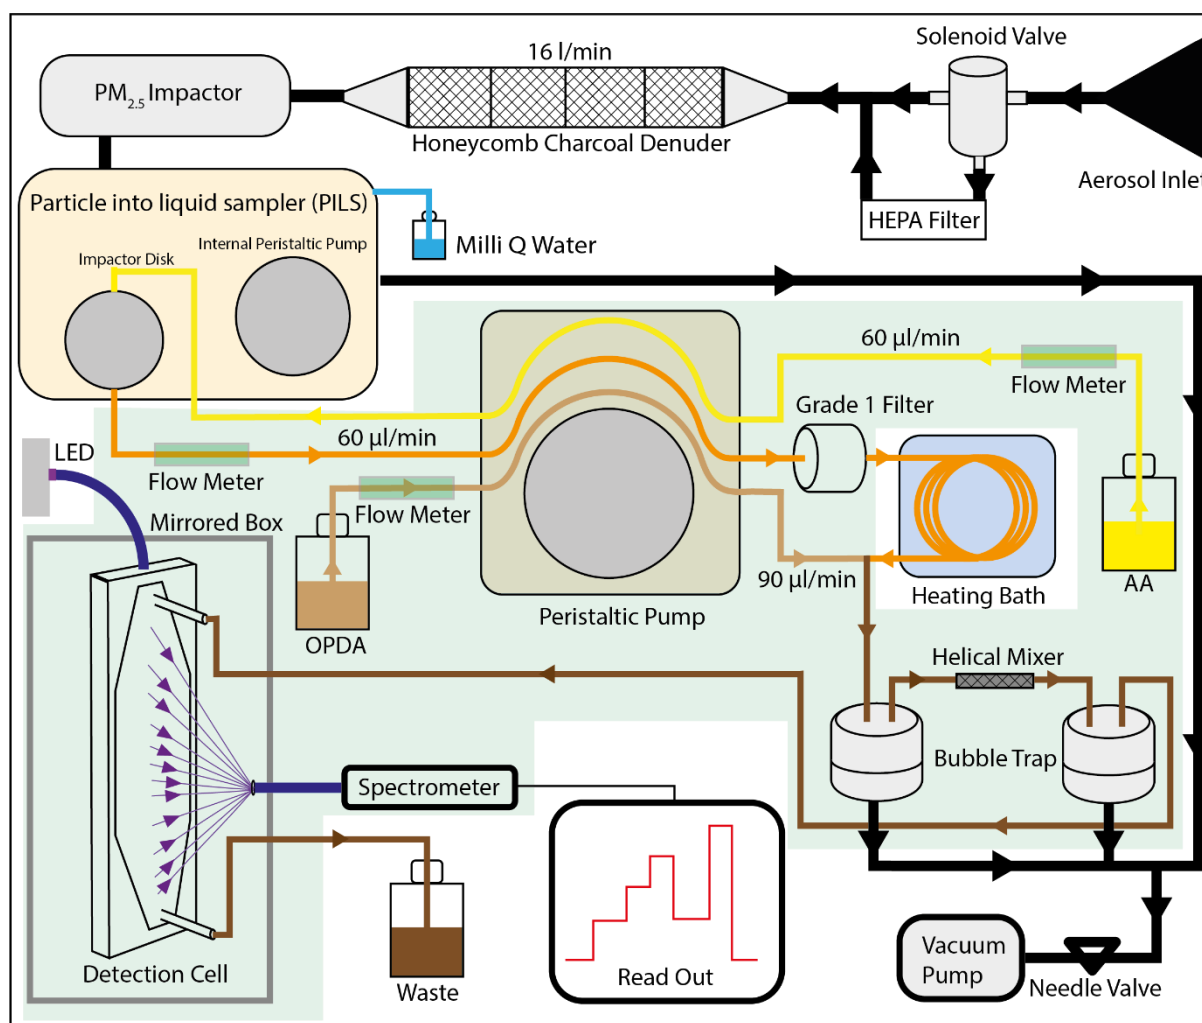 16 l/min
Solenoid Valve
PM2.5 Impactor
Honeycomb Charcoal Denuder
Aerosol Inlet
HEPA Filter
Particle into liquid sampler (PILS)
Milli Q Water
Internal Peristaltic Pump
Impactor Disk
60 µl/min
Flow Meter
Grade 1 Filter
LED
60 µl/min
Flow Meter
Flow Meter
Mirrored Box
90 µl/min
Heating Bath
AA
OPDA
Peristaltic Pump
Helical Mixer
Bubble Trap
Spectrometer
Detection Cell
Waste
Read Out
Vacuum
Pump
Needle Valve